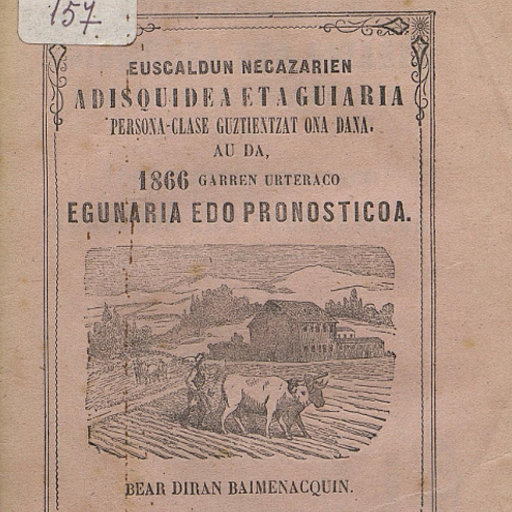 157
EUSCALDUN NECAZARIEN
ADISQUIDEA ETA GUIARIA
PERSONA-CLASE GUZTIENTZAT ONA DANA.
AU DA,
1866 GARREN URTERACO
EGUNARIA EDO PRONOSTICOA.
BEAR DIRAN BAIMENACQUIN.